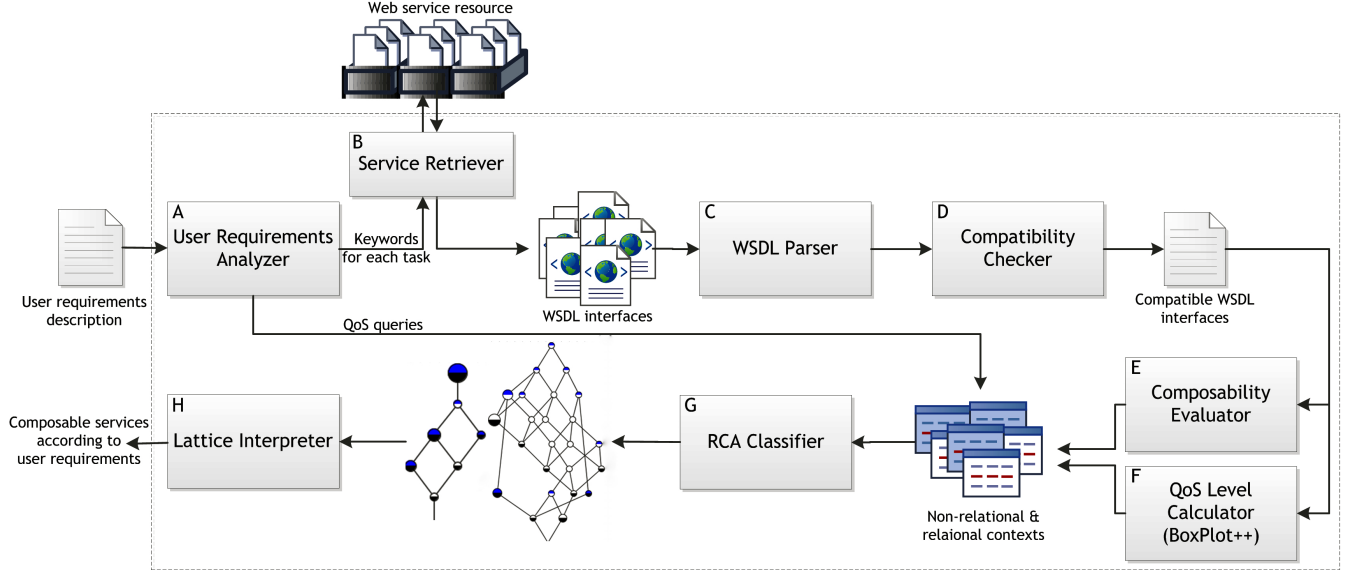 Web service resource
B
Service Retriever
A
User Requirements
Analyzer
Keywords
for each task
C
WSDL Parser
D
Compatibility
Checker
User requirements
description
WSDL interfaces
Compatible WSDL
interfaces
QoS queries
E
Composability
Evaluator
H
Lattice Interpreter
G
RCA Classifier
Composable services
according to
user requirements
F
QoS Level
Calculator
(BoxPlot++)
Non-relational &
relaional contexts